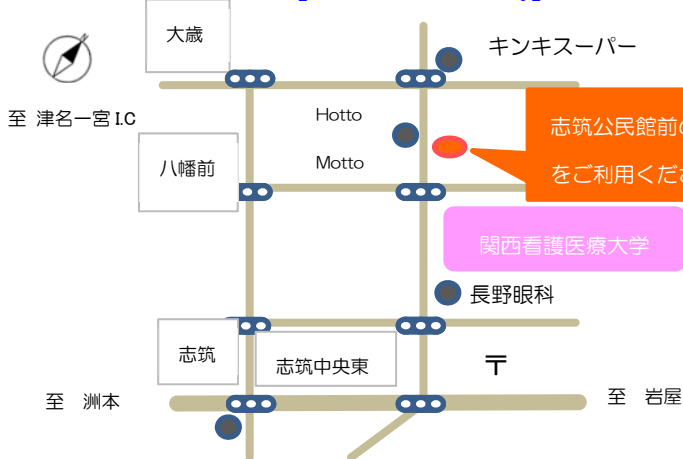 大歳
キンキスーパー
至 津名一宮 I.C
Hotto
Motto
志筑公民館前の
をご利用くださ
八幡前
関西看護医療大学
長野眼科
志筑
志筑中央東
〒
至 洲本
至 岩屋